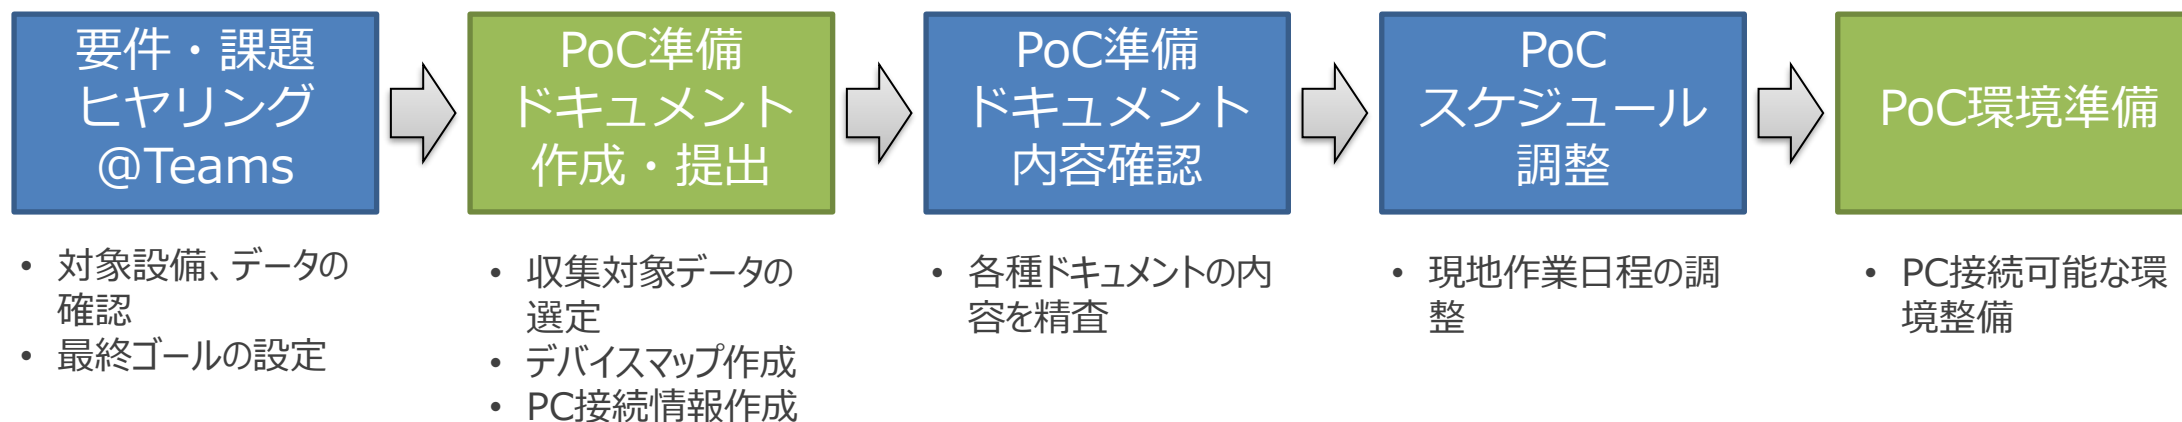 要件・課題
ヒヤリング
@Teams
PoC準備
ドキュメント
作成・提出
PoC準備
ドキュメント
内容確認
PoC
スケジュール
調整
PoC環境準備
• 対象設備、データの
確認
• 最終ゴールの設定
• 収集対象データの
選定
• デバイスマップ作成
• PC接続情報作成
• 各種ドキュメントの内
容を精査
• 現地作業日程の調
整
• PC接続可能な環
境整備